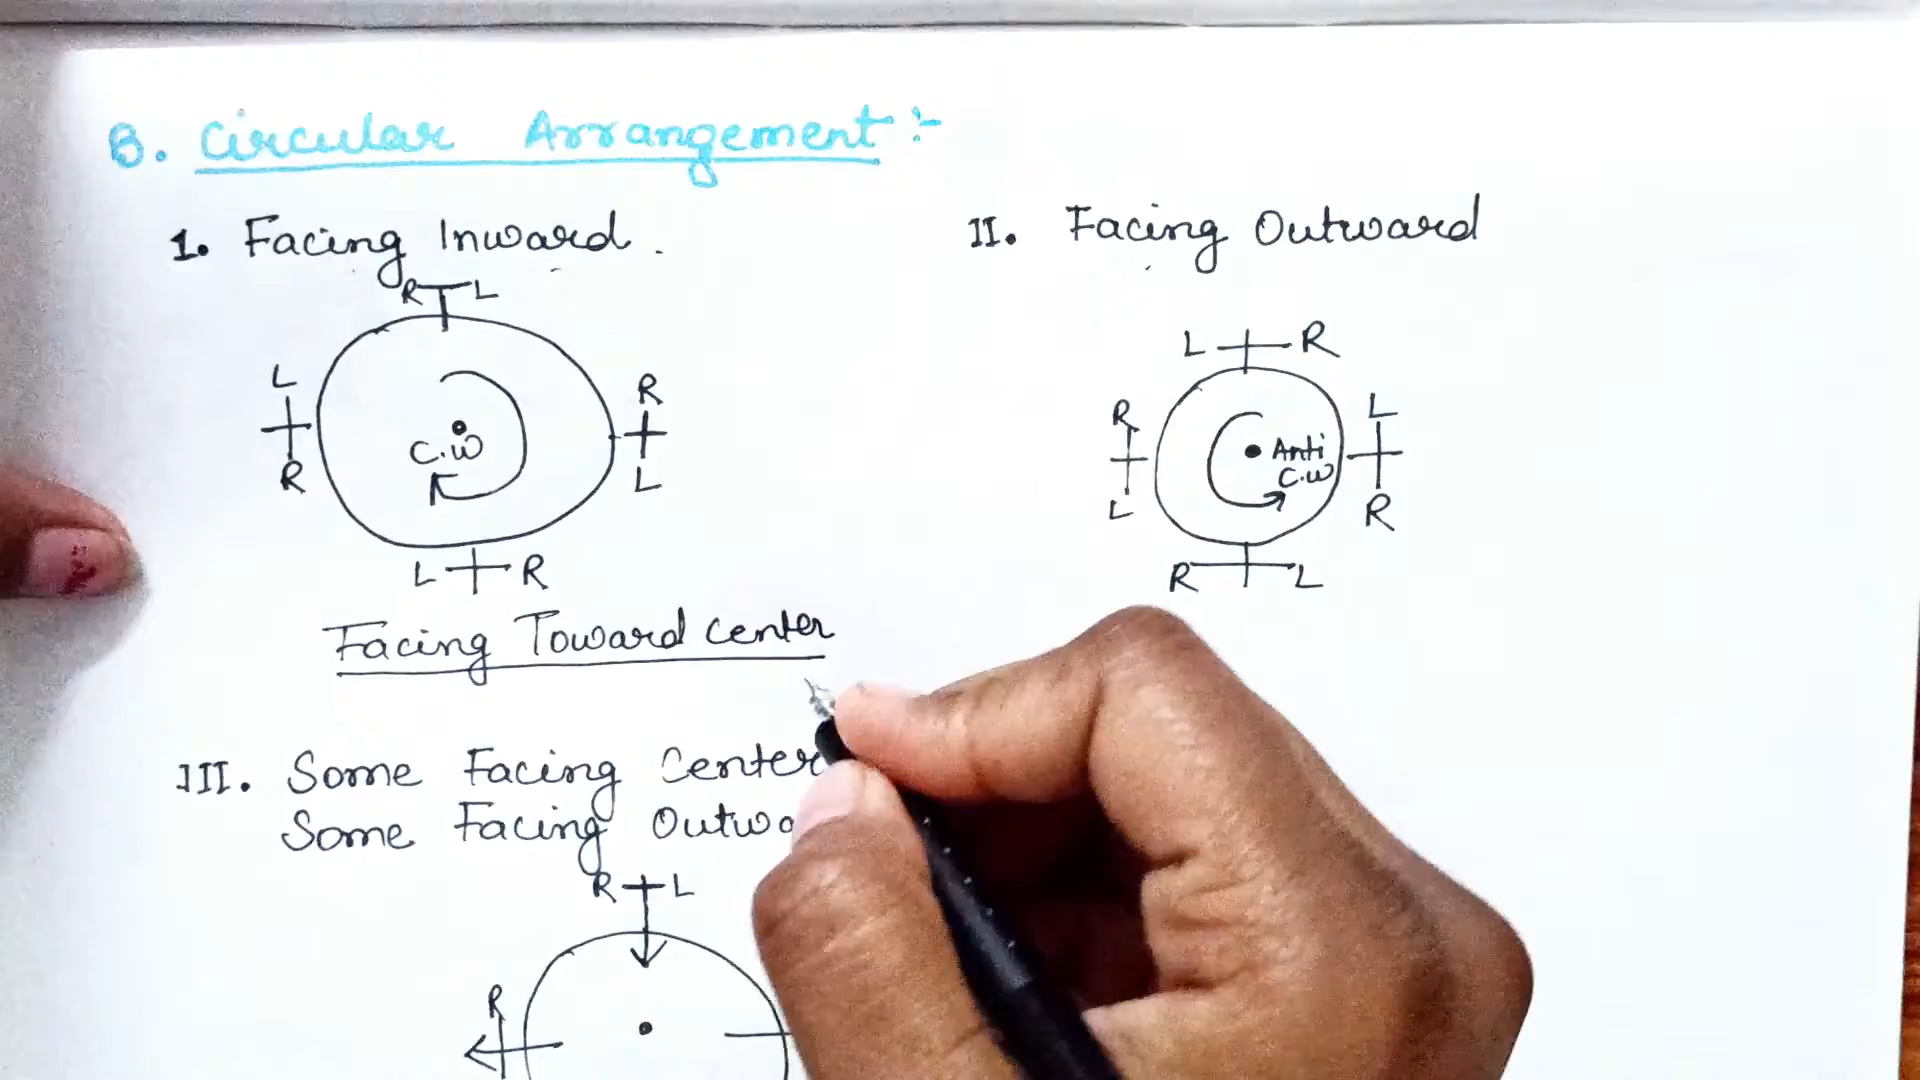 B. Circular Arrangement :-
1. Facing Inward.
R L
L
R
R
L
C.W
L R
Facing Toward center
II. Facing Outward
L R
R
L
L
R
Anti
C.W
R L
III. Some Facing Center
Some Facing
R L
R